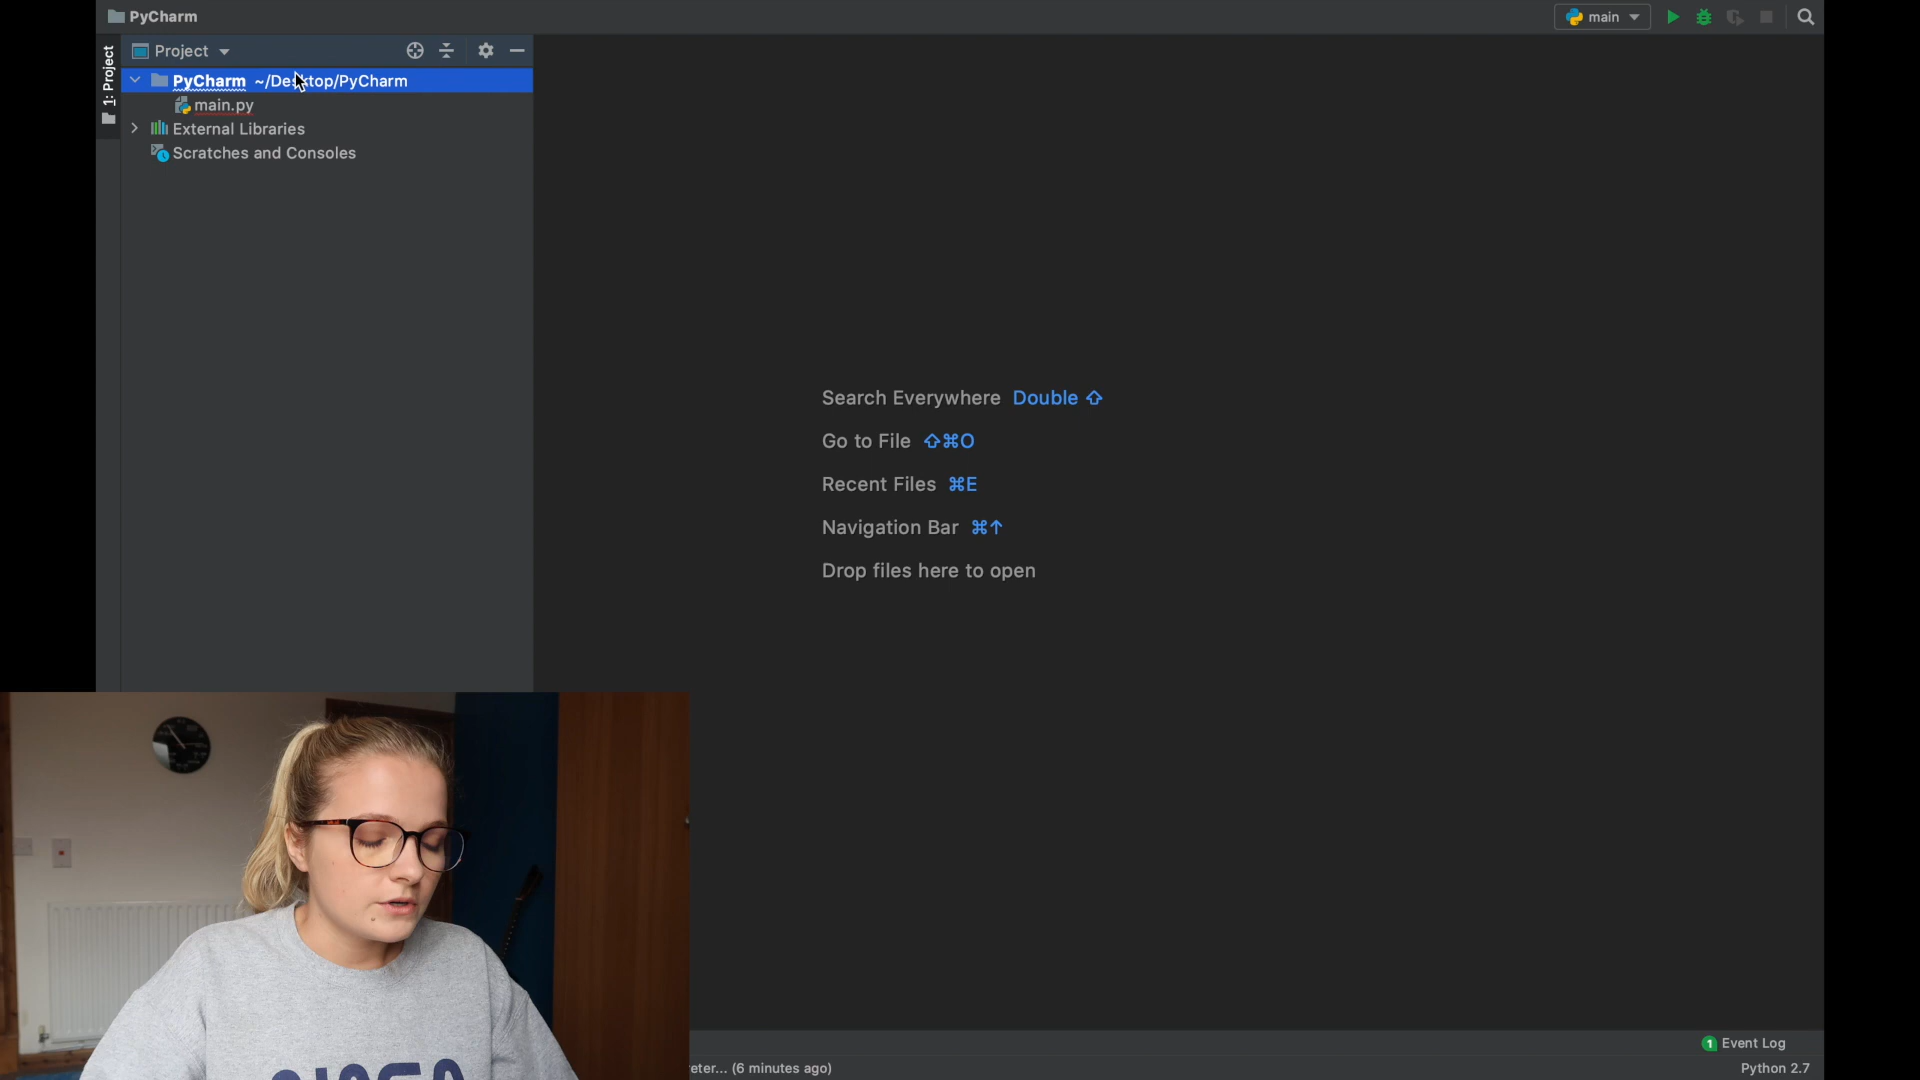 PyCharm
main
1: Project
Project
PyCharm ~/Desktop/PyCharm
main.py
External Libraries
Scratches and Consoles
Search Everywhere Double ⇧
Go to File ⇧⌘O
Recent Files ⌘E
Navigation Bar ⌘↑
Drop files here to open
1 Event Log
eter... (6 minutes ago)
Python 2.7